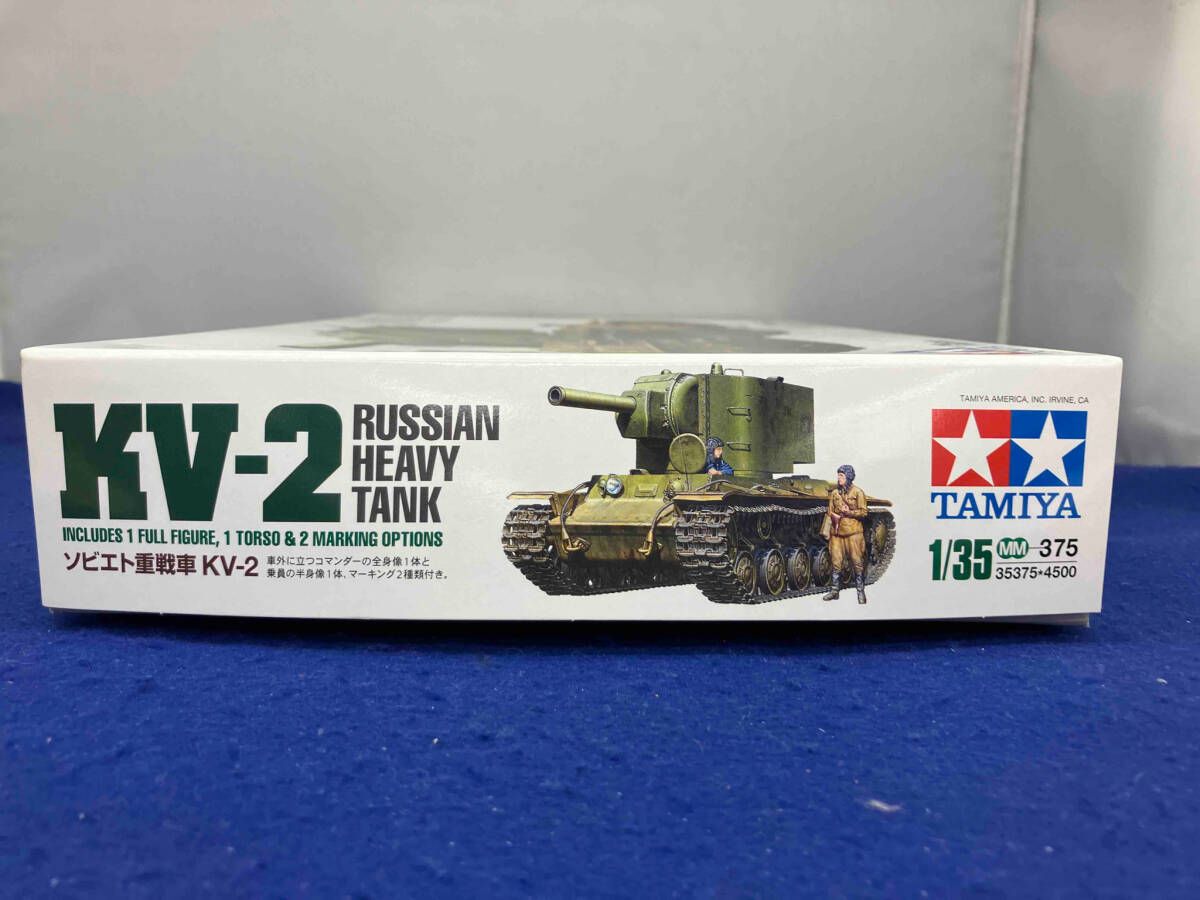 KV-2
RUSSIAN
HEAVY
TANK
INCLUDES 1 FULL FIGURE, 1 TORSO & 2 MARKING OPTIONS
ソビエト重戦車 KV-2
車外に立つコマンダーの全身像1体と
乗員の半身像1体、マーキング2種類付き。
TAMIYA AMERICA, INC. IRVINE, CA
TAMIYA
1/35
MM 375
35375★4500